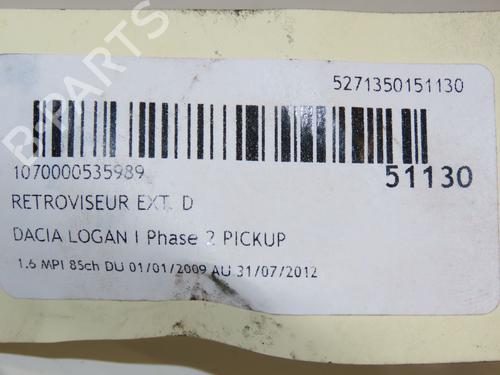 5271350151130
1070000535989
51130
RETROVISEUR EXT. D
DACIA LOGAN I Phase 2 PICKUP
1.6 MPI 85ch DU 01/01/2009 AU 31/07/2012
B-PARTS